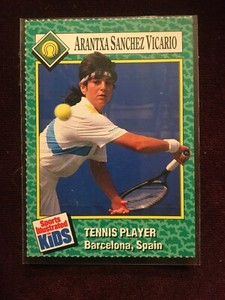 ARANTXA SANCHEZ VICARIO
Sports Illustrated
KIDS
TENNIS PLAYER
Barcelona, Spain